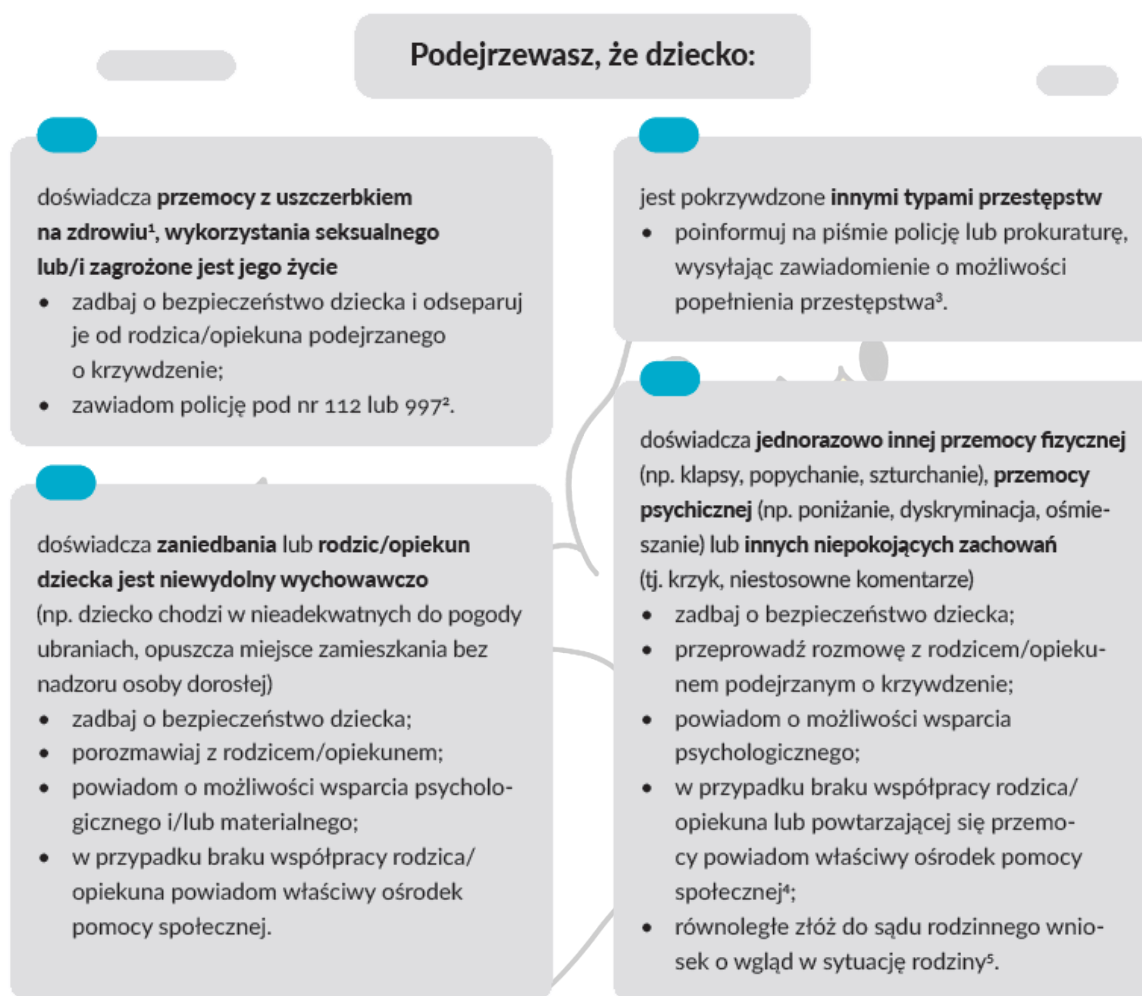 Podejrzewasz, że dziecko:
doświadcza przemocy z uszczerbkiem
na zdrowiu¹, wykorzystania seksualnego
lub/i zagrożone jest jego życie
• zadbaj o bezpieczeństwo dziecka i odseparuj
je od rodzica/opiekuna podejrzanego
o krzywdzenie;
• zawiadom policję pod nr 112 lub 997².
doświadcza zaniedbania lub rodzic/opiekun
dziecka jest niewydolny wychowawczo
(np. dziecko chodzi w nieadekwatnych do pogody
ubraniach, opuszcza miejsce zamieszkania bez
nadzoru osoby dorosłej)
• zadbaj o bezpieczeństwo dziecka;
• porozmawiaj z rodzicem/opiekunem;
• powiadom o możliwości wsparcia psycholo-
gicznego i/lub materialnego;
• w przypadku braku współpracy rodzica/
opiekuna powiadom właściwy ośrodek
pomocy społecznej.
jest pokrzywdzone innymi typami przestępstw
• poinformuj na piśmie policję lub prokuraturę,
wysyłając zawiadomienie o możliwości
popełnienia przestępstwa³.
doświadcza jednorazowo innej przemocy fizycznej
(np. klapsy, popychanie, szturchanie), przemocy
psychicznej (np. poniżanie, dyskryminacja, ośmie-
szanie) lub innych niepokojących zachowań
(tj. krzyk, niestosowne komentarze)
• zadbaj o bezpieczeństwo dziecka;
• przeprowadź rozmowę z rodzicem/opieku-
nem podejrzanym o krzywdzenie;
• powiadom o możliwości wsparcia
psychologicznego;
• w przypadku braku współpracy rodzica/
opiekuna lub powtarzającej się przemo-
cy powiadom właściwy ośrodek pomocy
społecznej⁴;
• równoległe złóż do sądu rodzinnego wnio-
sek o wgląd w sytuację rodziny⁵.